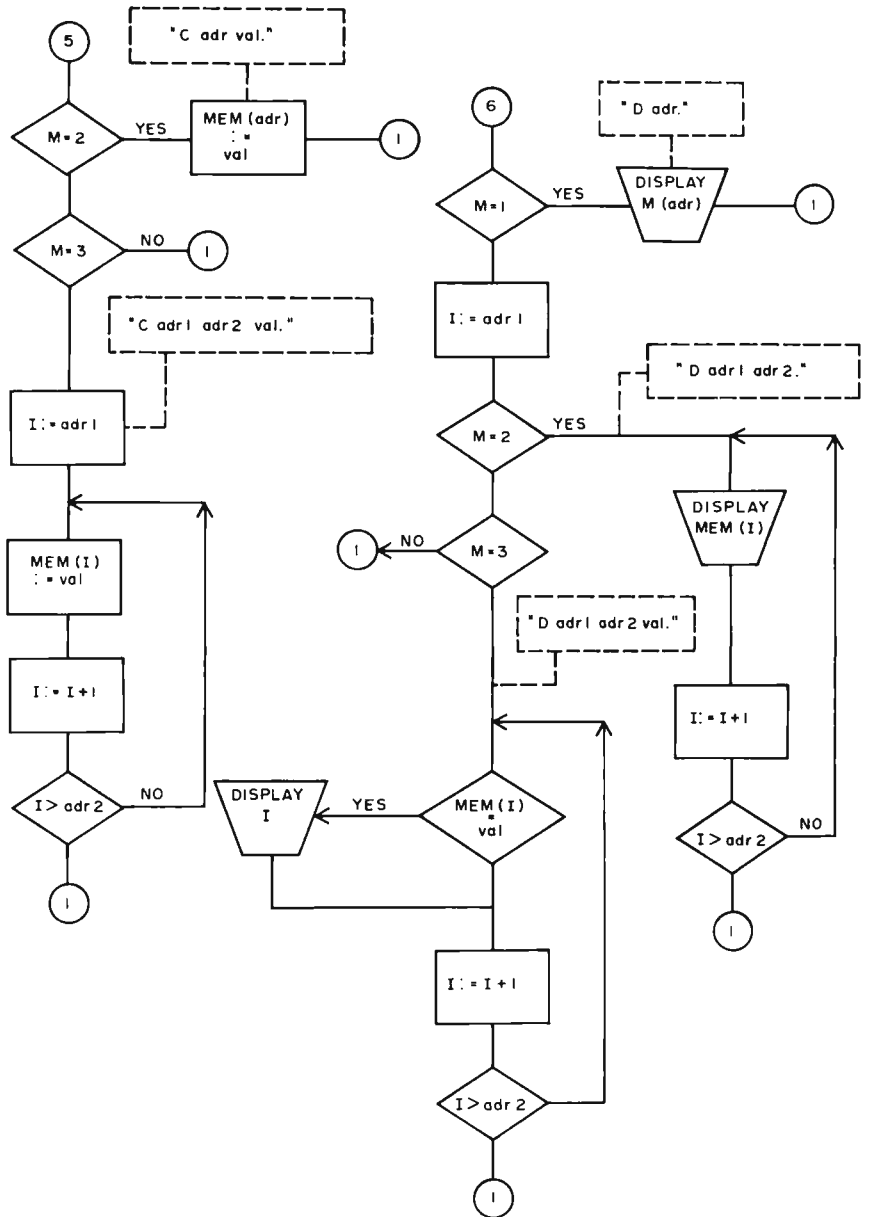 5
"C adr val."
M=2
YES
MEM (adr)
:=
val
1
M=3
NO
1
"C adr1 adr2 val."
I:=adr1
MEM (I)
:= val
I:= I+1
I > adr2
NO
1
6
"D adr."
M=1
YES
DISPLAY
M (adr)
1
I:= adr1
"D adr1 adr2."
M=2
YES
DISPLAY
MEM (I)
1
NO
M=3
"D adr1 adr2 val."
I:= I+1
DISPLAY
I
YES
MEM (I)
=
val
I > adr2
NO
1
I:= I+1
I > adr2
1